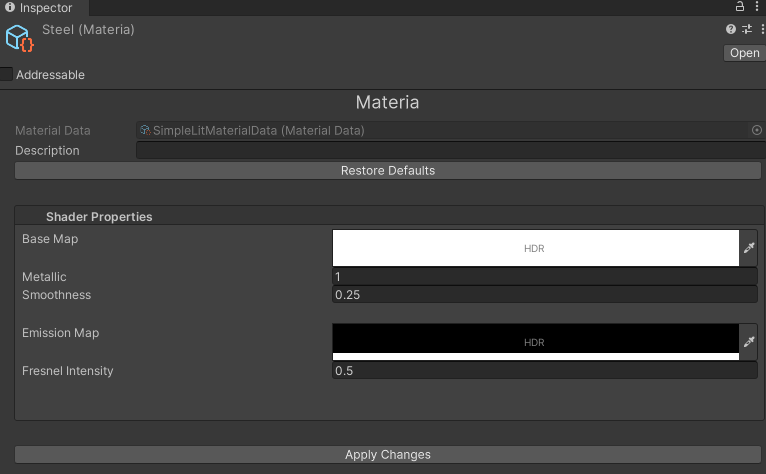 Inspector
Steel (Materia)
Open
Addressable
Materia
Material Data SimpleLitMaterialData (Material Data)
Description
Restore Defaults
Shader Properties
Base Map HDR
Metallic 1
Smoothness 0.25
Emission Map HDR
Fresnel Intensity 0.5
Apply Changes